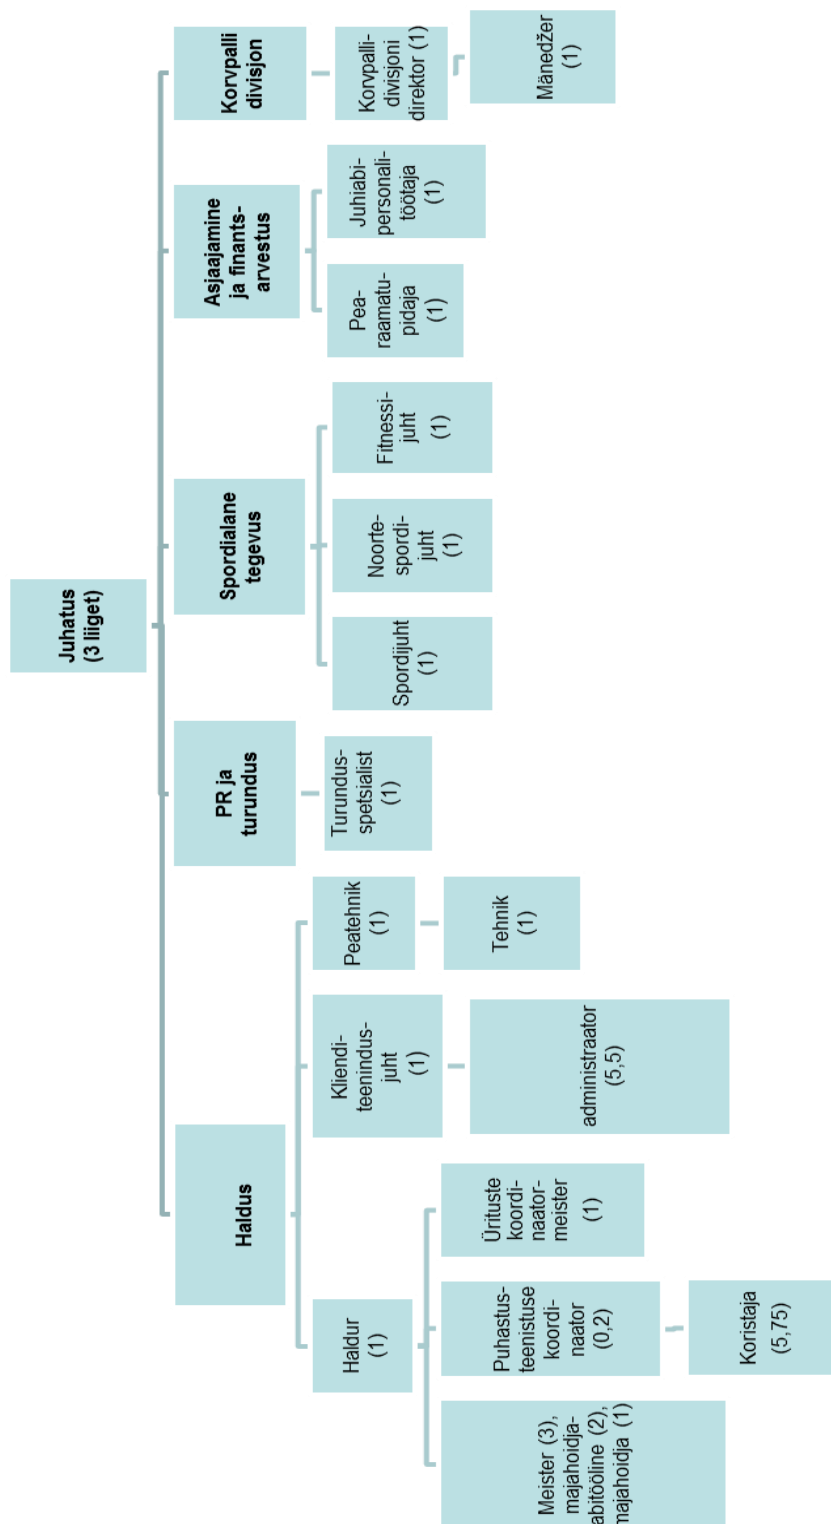 Juhatus
(3 liiget)
Haldus
PR ja
turundus
Spordialane
tegevus
Asjaajamine
ja finants-
arvestus
Korvpalli
divisjon
Haldur
(1)
Kliendi-
teenindus-
juht
(1)
Peatehnik
(1)
Turundus-
spetsialist
(1)
Spordijuht
(1)
Noorte-
spordi-
juht
(1)
Fitnessi-
juht
(1)
Pea-
raamatu-
pidaja
(1)
Juhiabi-
personali-
töötaja
(1)
Korvpalli-
divisjoni
direktor (1)
Meister (3),
majahoidja-
abitööline (2),
majahoidja (1)
Puhastus-
teenistuse
koordi-
naator
(0,2)
Ürituste
koordi-
naator-
meister
(1)
administraator
(5,5)
Tehnik
(1)
Mänedžer
(1)
Koristaja
(5,75)